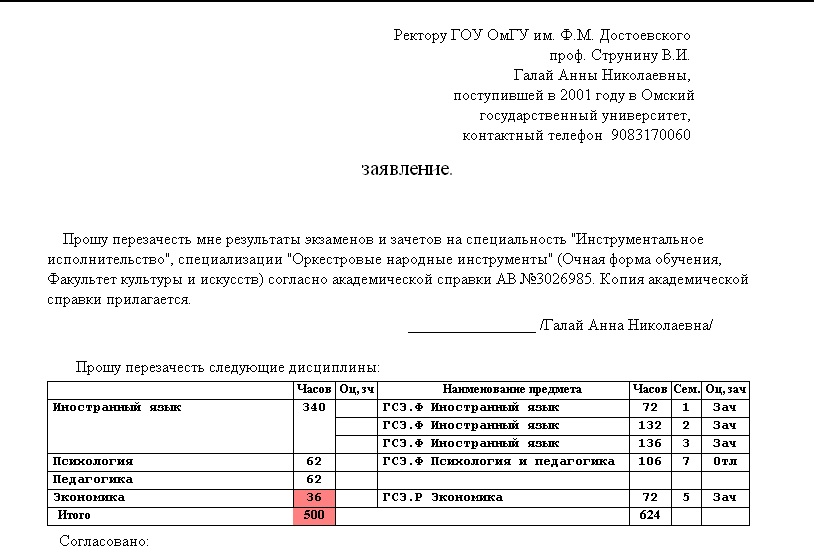 Ректору ГОУ ОмГУ им. Ф.М. Достоевского
проф. Струнину В.И.
Галай Анны Николаевны,
поступившей в 2001 году в Омский
государственный университет,
контактный телефон 9083170060
заявление.
Прошу перезачесть мне результаты экзаменов и зачетов на специальность "Инструментальное
исполнительство", специализации "Оркестровые народные инструменты" (Очная форма обучения,
Факультет культуры и искусств) согласно академической справки АВ №3026985. Копия академической
справки прилагается.
________________ /Галай Анна Николаевна/
Прошу перезачесть следующие дисциплины:
Часов Оц, зч Наименование предмета Часов Сем. Оц, зач
Иностранный язык 340 ГСЭ.Ф Иностранный язык 72 1 Зач
ГСЭ.Ф Иностранный язык 132 2 Зач
ГСЭ.Ф Иностранный язык 136 3 Зач
Психология 62 ГСЭ.Ф Психология и педагогика 106 7 Отл
Педагогика 62
Экономика 36 ГСЭ.Р Экономика 72 5 Зач
Итого 500 624
Согласовано: